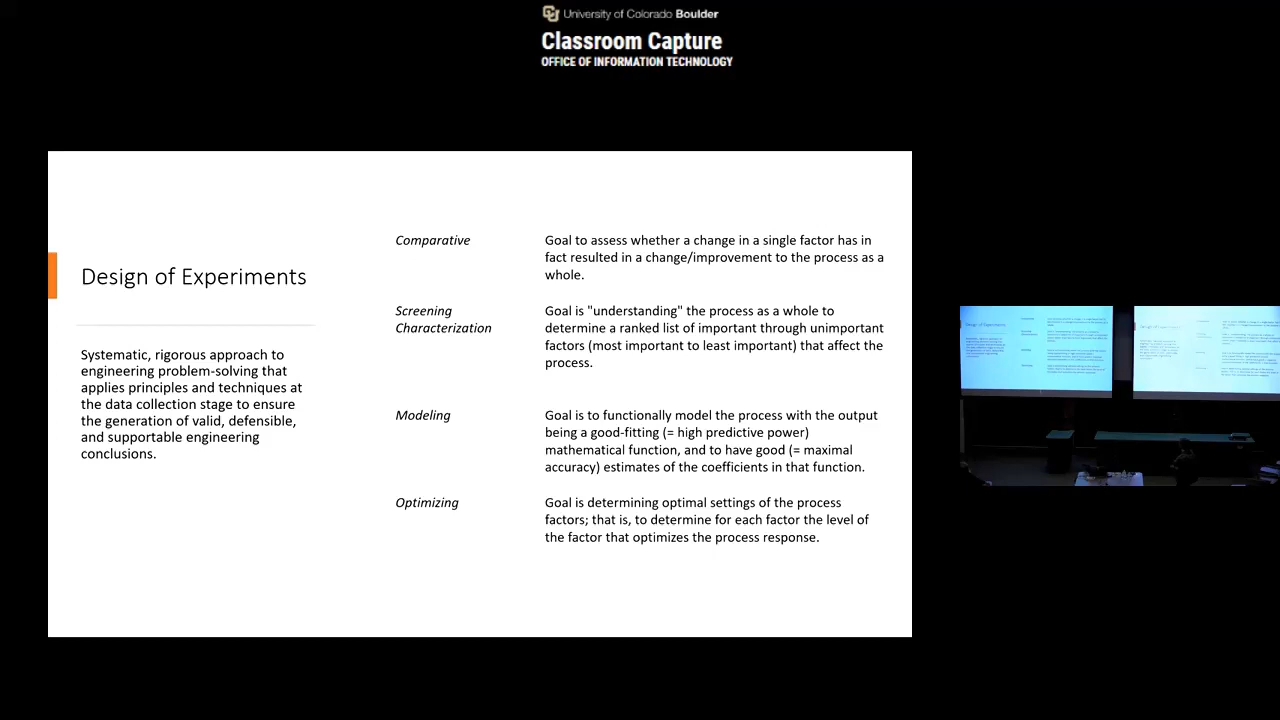 University of Colorado Boulder
Classroom Capture
OFFICE OF INFORMATION TECHNOLOGY
Design of Experiments
Systematic, rigorous approach to
engineering problem-solving that
applies principles and techniques at
the data collection stage to ensure
the generation of valid, defensible,
and supportable engineering
conclusions.
Comparative
Goal to assess whether a change in a single factor has in
fact resulted in a change/improvement to the process as a
whole.
Screening
Characterization
Goal is "understanding" the process as a whole to
determine a ranked list of important through unimportant
factors (most important to least important) that affect the
process.
Modeling
Goal is to functionally model the process with the output
being a good-fitting (= high predictive power)
mathematical function, and to have good (= maximal
accuracy) estimates of the coefficients in that function.
Optimizing
Goal is determining optimal settings of the process
factors; that is, to determine for each factor the level of
the factor that optimizes the process response.
Design of Experiments
Design of Experiments